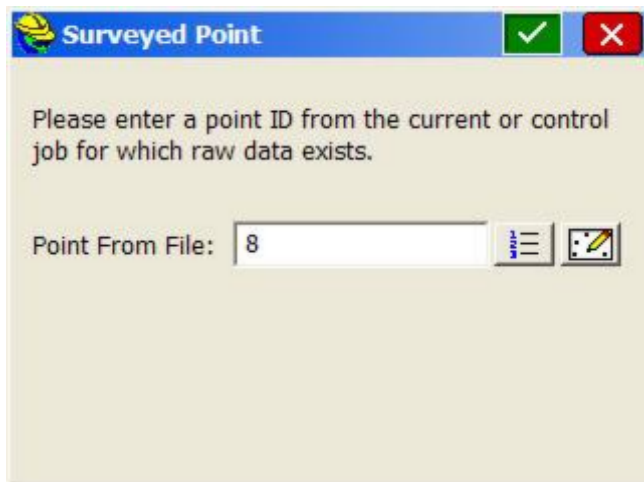 Surveyed Point
Please enter a point ID from the current or control
job for which raw data exists.
Point From File: 8